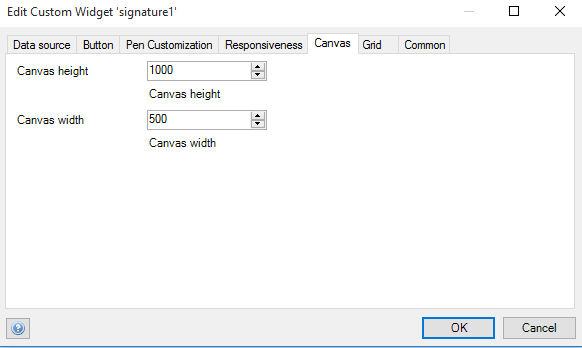 Edit Custom Widget 'signature1'
Data source Button Pen Customization Responsiveness Canvas Grid Common
Canvas height 1000
Canvas height
Canvas width 500
Canvas width
? OK Cancel